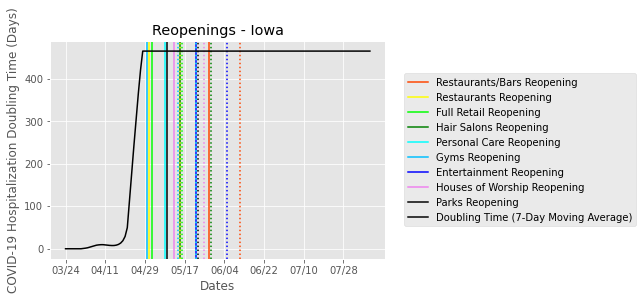 Reopenings - Iowa
COVID-19 Hospitalization Doubling Time (Days)
400
300
200
100
0
03/24 04/11 04/29 05/17 06/04 06/22 07/10 07/28
Dates
Restaurants/Bars Reopening
Restaurants Reopening
Full Retail Reopening
Hair Salons Reopening
Personal Care Reopening
Gyms Reopening
Entertainment Reopening
Houses of Worship Reopening
Parks Reopening
Doubling Time (7-Day Moving Average)